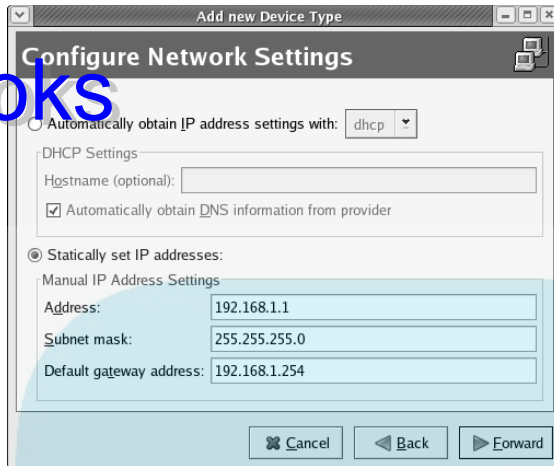 Add new Device Type
Configure Network Settings
oks
Automatically obtain IP address settings with: dhcp
DHCP Settings
Hostname (optional):
Automatically obtain DNS information from provider
Statically set IP addresses:
Manual IP Address Settings
Address: 192.168.1.1
Subnet mask: 255.255.255.0
Default gateway address: 192.168.1.254
Cancel Back Forward